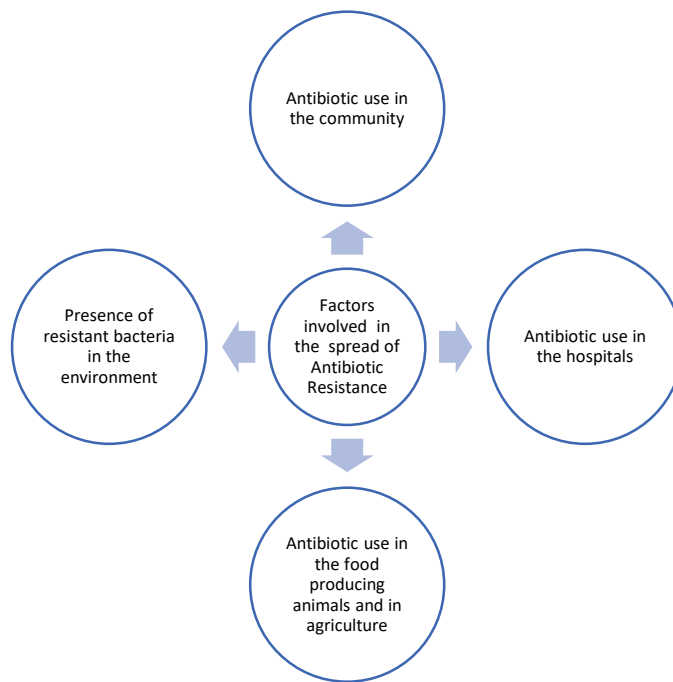 Antibiotic use in
the community
Presence of
resistant bacteria
in the
environment
Factors
involved in
the spread of
Antibiotic
Resistance
Antibiotic use in
the hospitals
Antibiotic use in
the food
producing
animals and in
agriculture